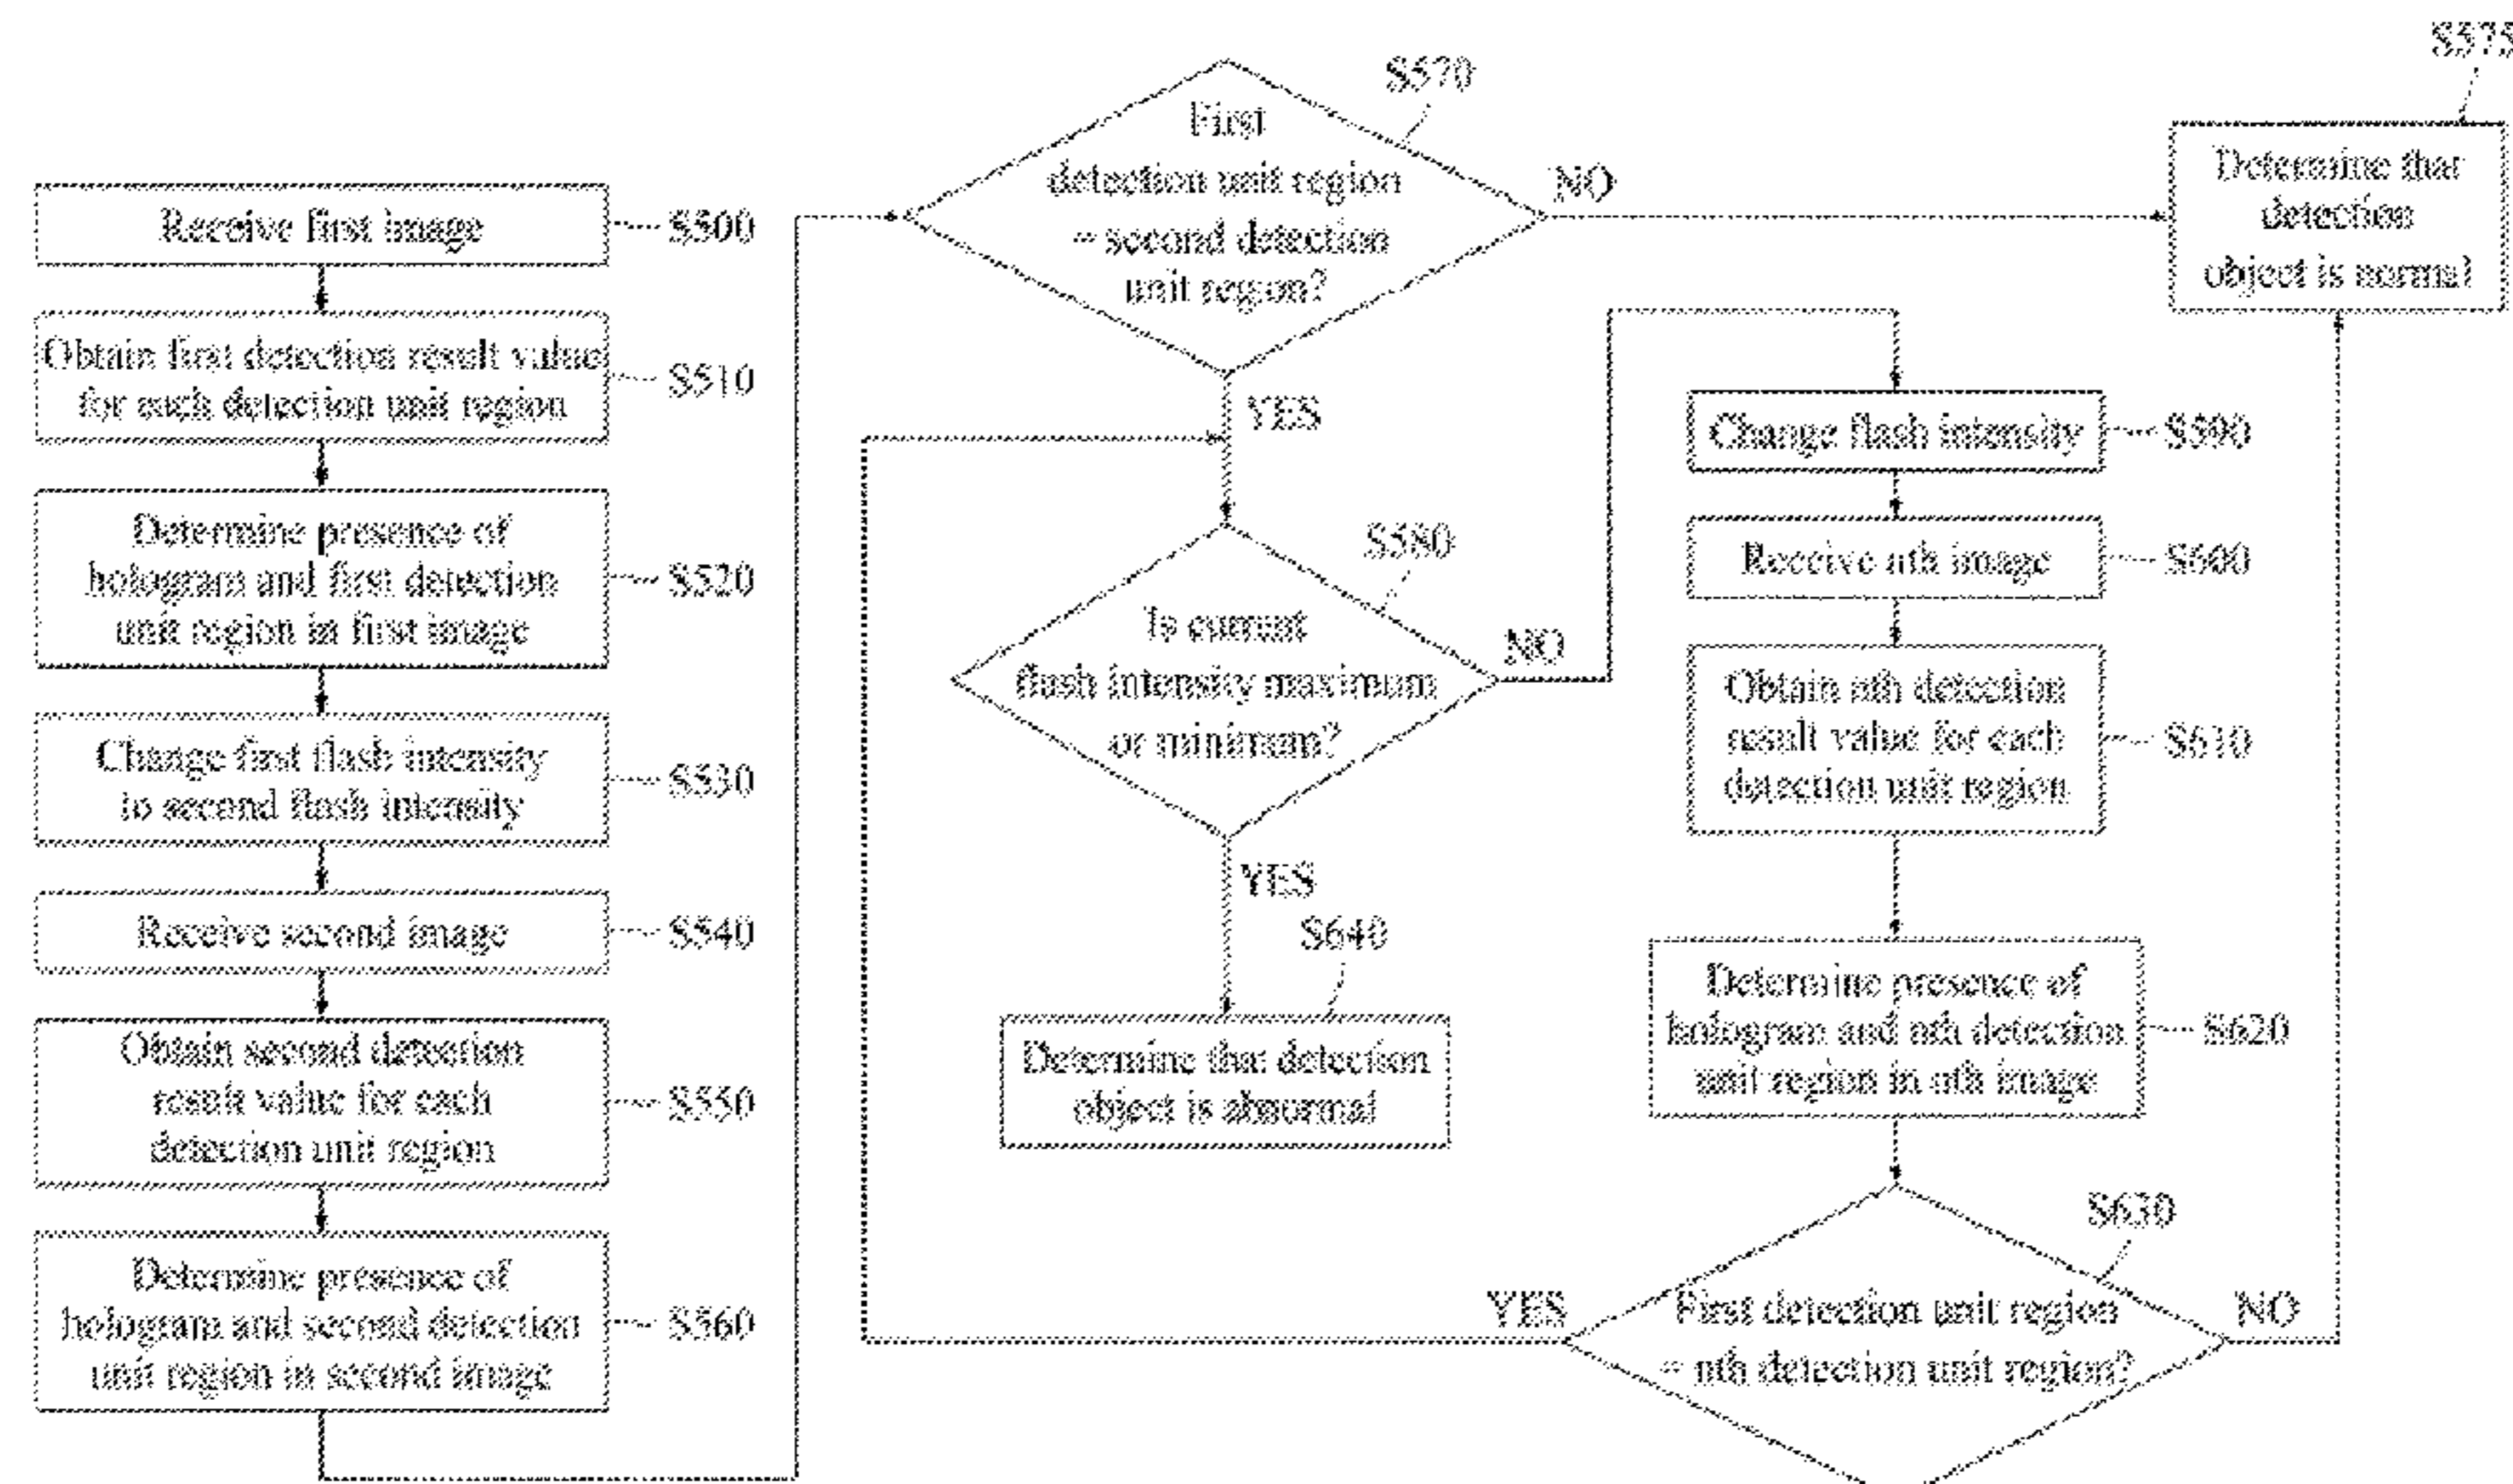 Receive first image
S500
Obtain first detection result value
for each detection unit region
S510
Determine presence of
hologram and first detection
unit region in first image
S520
Change first flash intensity
to second flash intensity
S530
Receive second image
S540
Obtain second detection
result value for each
detection unit region
S550
Determine presence of
hologram and second detection
unit region in second image
S560
S570
First
detection unit region
= second detection
unit region?
NO
YES
S575
Determine that
detection
object is normal
S580
Is current
flash intensity maximum
or minimum?
NO
YES
S640
Determine that detection
object is abnormal
Change flash intensity
S590
Receive nth image
S600
Obtain nth detection
result value for each
detection unit region
S610
Determine presence of
hologram and nth detection
unit region in nth image
S620
S630
First detection unit region
= nth detection unit region?
YES
NO